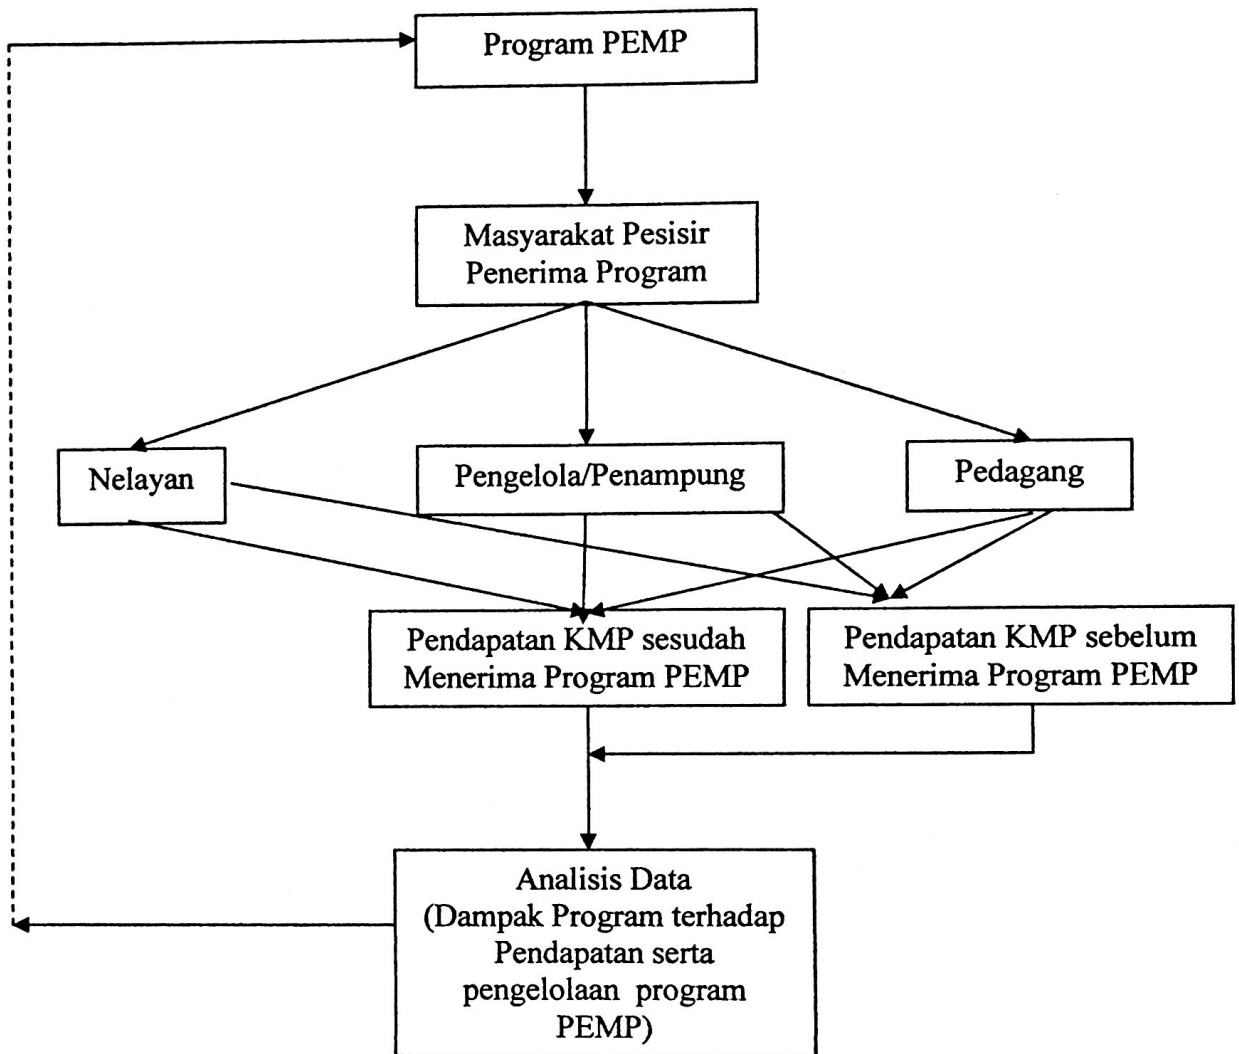 Program PEMP
Masyarakat Pesisir
Penerima Program
Nelayan
Pengelola/Penampung
Pedagang
Pendapatan KMP sesudah
Menerima Program PEMP
Pendapatan KMP sebelum
Menerima Program PEMP
Analisis Data
(Dampak Program terhadap
Pendapatan serta
pengelolaan program
PEMP)